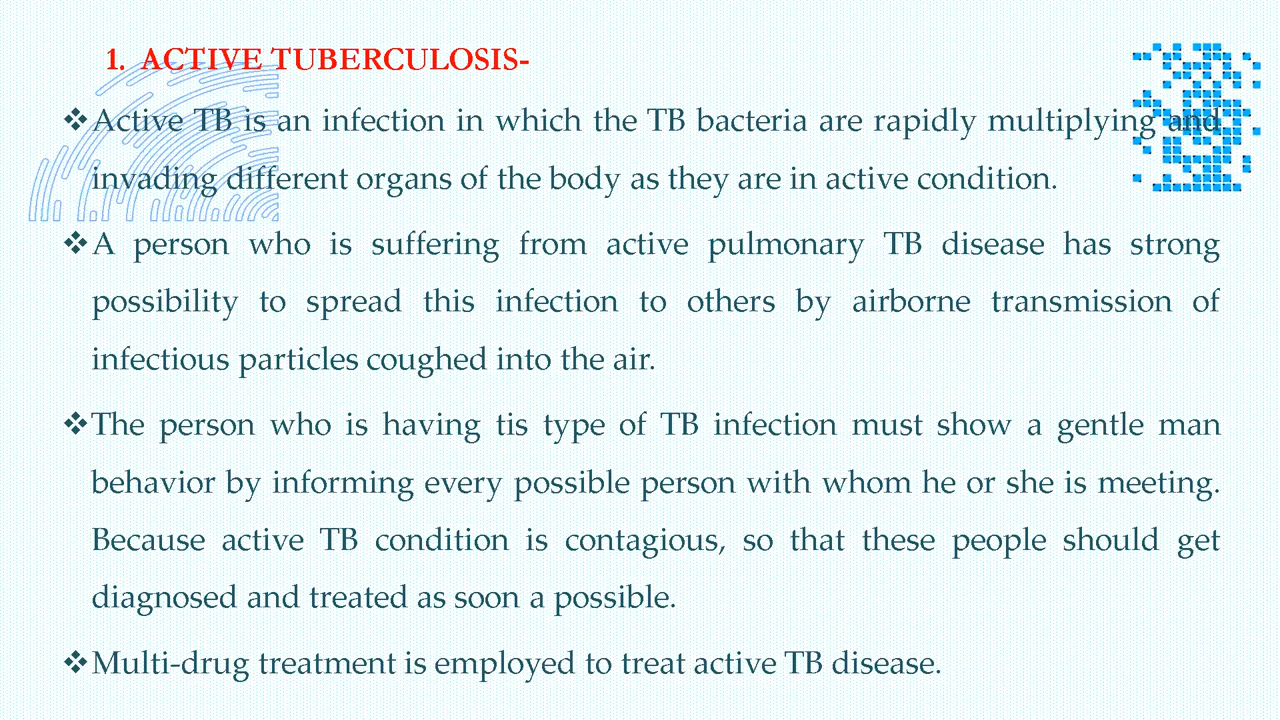 1. ACTIVE TUBERCULOSIS-
❖Active TB is an infection in which the TB bacteria are rapidly multiplying and
invading different organs of the body as they are in active condition.
❖A person who is suffering from active pulmonary TB disease has strong
possibility to spread this infection to others by airborne transmission of
infectious particles coughed into the air.
❖The person who is having tis type of TB infection must show a gentle man
behavior by informing every possible person with whom he or she is meeting.
Because active TB condition is contagious, so that these people should get
diagnosed and treated as soon a possible.
❖Multi-drug treatment is employed to treat active TB disease.